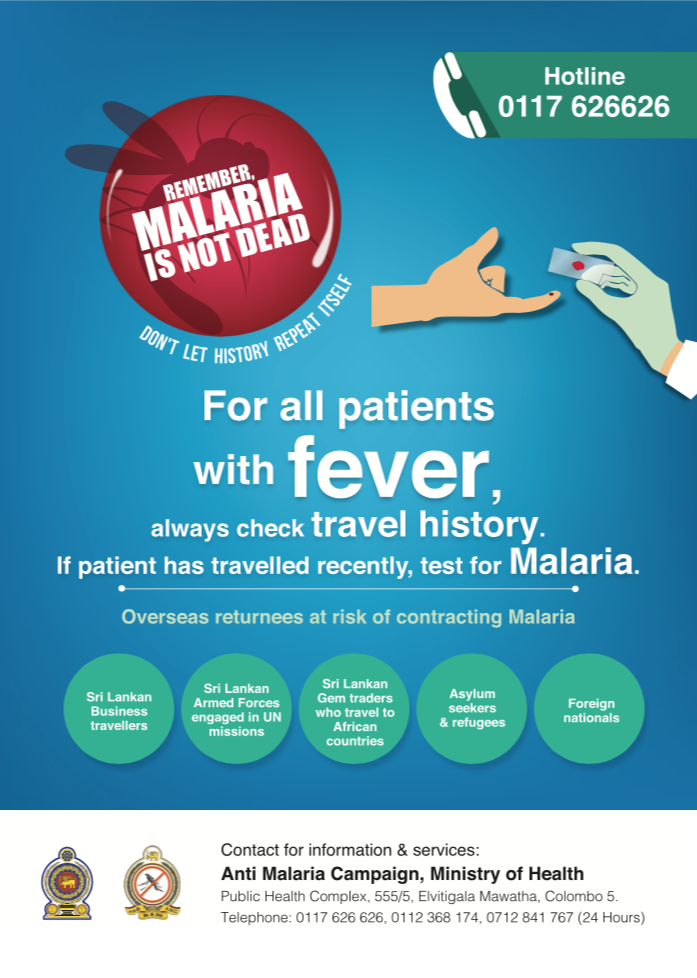 Hotline
0117 626626
REMEMBER,
MALARIA
IS NOT DEAD
DON'T LET HISTORY REPEAT ITSELF
For all patients
with fever,
always check travel history.
If patient has travelled recently, test for Malaria.
Overseas returnees at risk of contracting Malaria
Sri Lankan
Business
travellers
Sri Lankan
Armed Forces
engaged in UN
missions
Sri Lankan
Gem traders
who travel to
African
countries
Asylum
seekers
& refugees
Foreign
nationals
Contact for information & services:
Anti Malaria Campaign, Ministry of Health
Public Health Complex, 555/5, Elvitigala Mawatha, Colombo 5.
Telephone: 0117 626 626, 0112 368 174, 0712 841 767 (24 Hours)